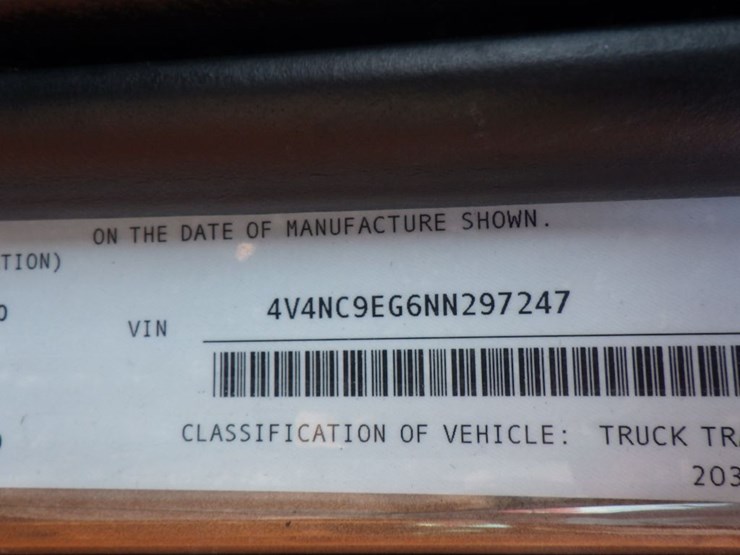 ON THE DATE OF MANUFACTURE SHOWN.
TION)
VIN 4V4NC9EG6NN297247
CLASSIFICATION OF VEHICLE: TRUCK TR
203